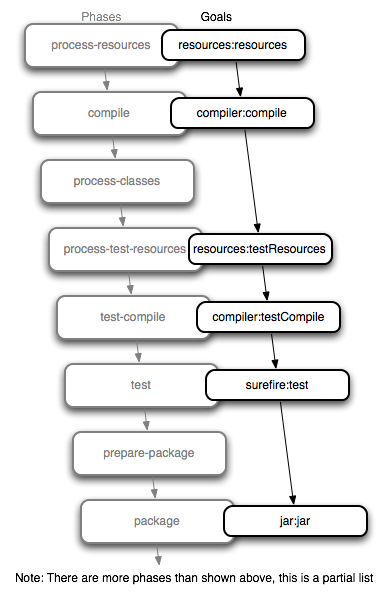 Phases
Goals
process-resources
resources:resources
compile
compiler:compile
process-classes
process-test-resources
resources:testResources
test-compile
compiler:testCompile
test
surefire:test
prepare-package
package
jar:jar
Note: There are more phases than shown above, this is a partial list